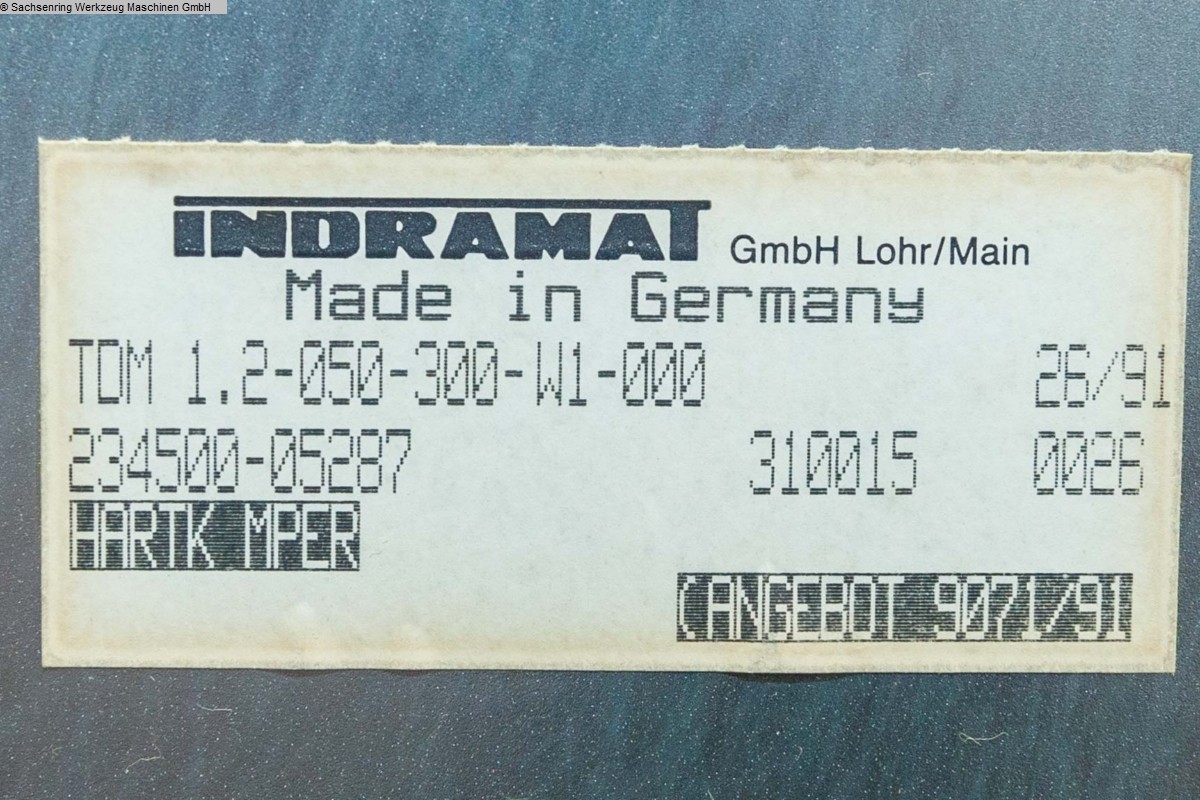 © Sachsenring Werkzeug Maschinen GmbH
INDRAMAT GmbH Lohr/Main
Made in Germany
TDM 1.2-050-300-W1-000 26/91
234500-05287 310015 0026
HARTK MPER
(ANGEBOT 9071/91